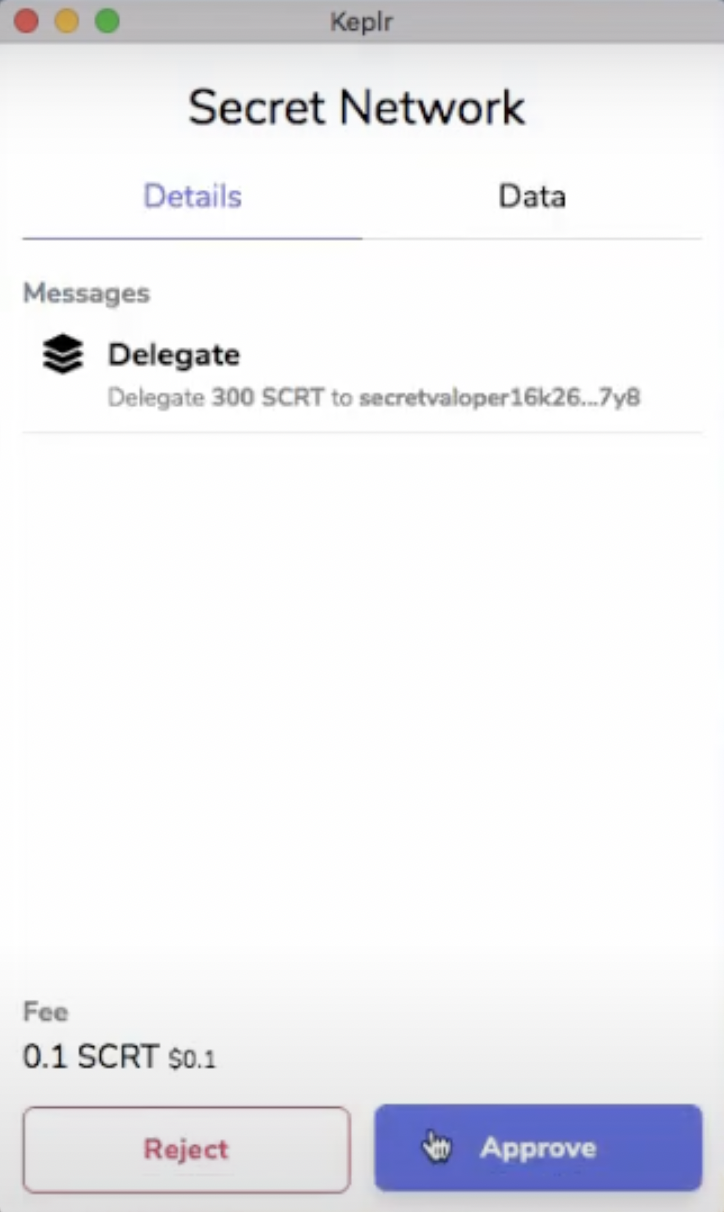 Keplr
Secret Network
Details Data
Messages
Delegate
Delegate 300 SCRT to secretvaloper16k26...7y8
Fee
0.1 SCRT $0.1
Reject Approve